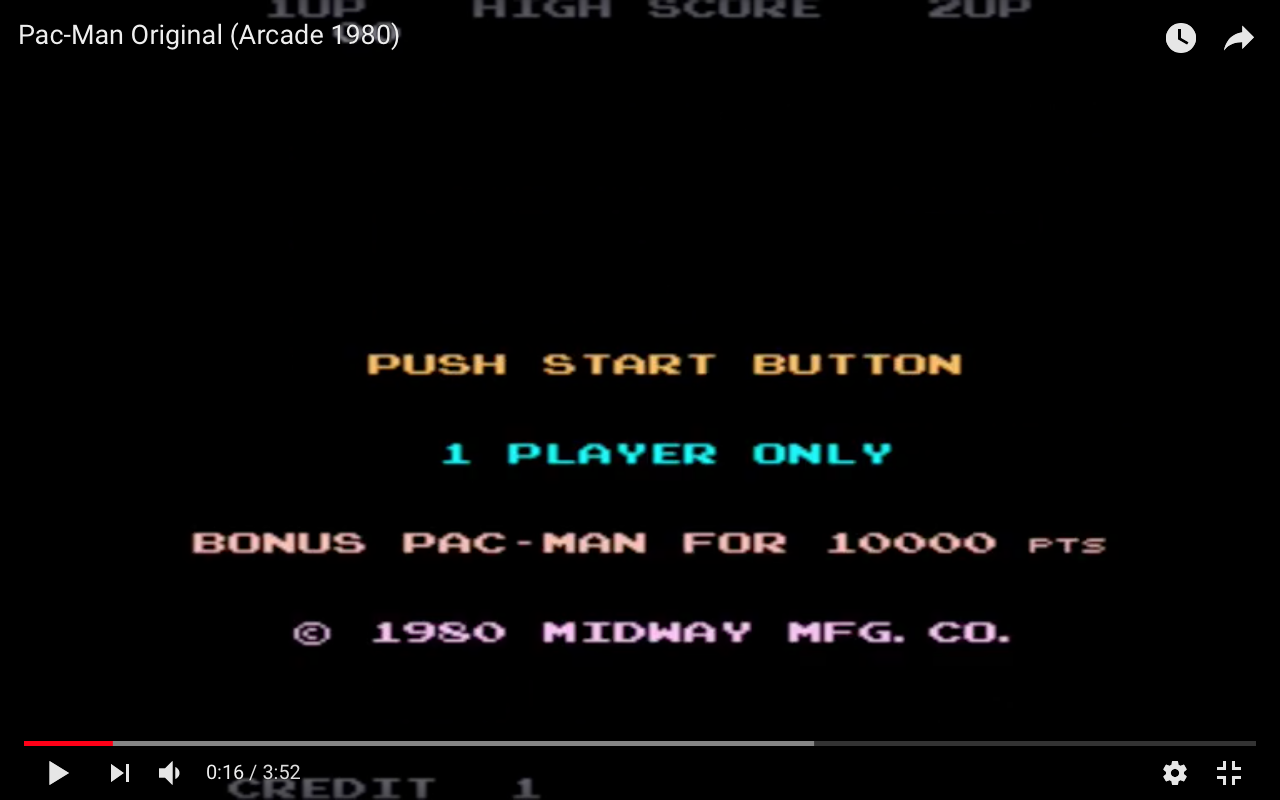 1UP HIGH SCORE 2UP
Pac-Man Original (Arcade 1980)
00
PUSH START BUTTON
1 PLAYER ONLY
BONUS PAC-MAN FOR 10000 PTS
© 1980 MIDWAY MFG. CO.
0:16 / 3:52
CREDIT 1